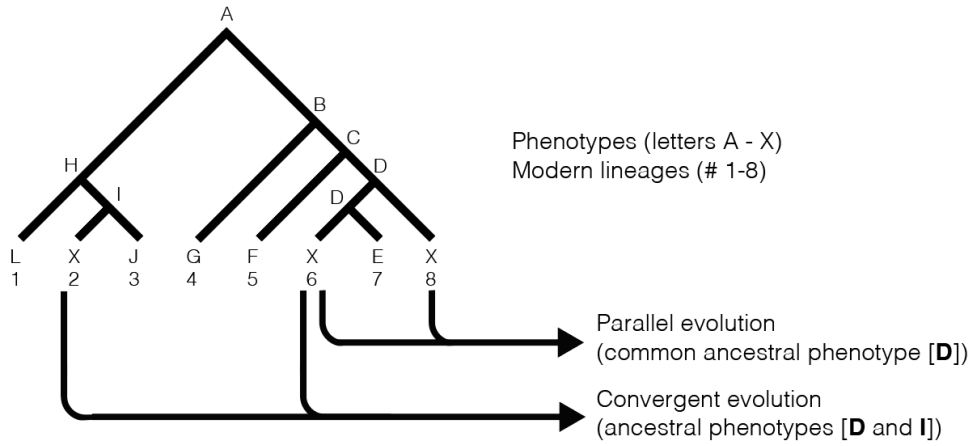 A
B
C
H D
I D
L X J G F X E X
1 2 3 4 5 6 7 8
Phenotypes (letters A - X)
Modern lineages (# 1-8)
Parallel evolution
(common ancestral phenotype [D])
Convergent evolution
(ancestral phenotypes [D and I])